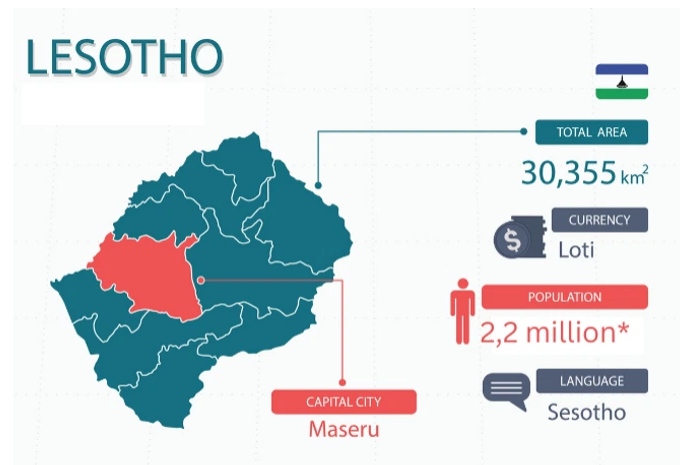 LESOTHO
TOTAL AREA
30,355 km²
CURRENCY
$
Loti
POPULATION
2,2 million*
LANGUAGE
Sesotho
CAPITAL CITY
Maseru